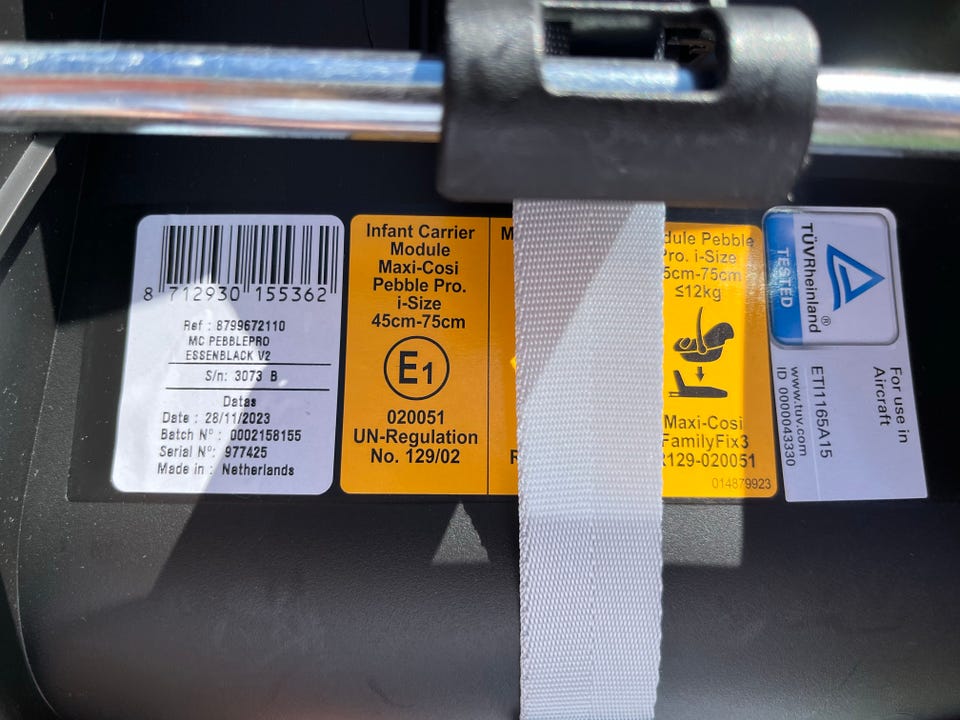 8 712930 155362
Ref : 8799672110
MC PEBBLEPRO
ESSENBLACK V2
S/n: 3073 B
Datas
Date : 28/11/2023
Batch Nº : 0002158155
Serial Nº: 977425
Made in : Netherlands
Infant Carrier
Module
Maxi-Cosi
Pebble Pro.
i-Size
45cm-75cm
E1
020051
UN-Regulation
No. 129/02
M
R
dule Pebble
Pro. i-Size
5cm-75cm
≤12kg
Maxi-Cosi
FamilyFix3
R129-020051
014879923
TÜVRheinland®
TESTED
For use in
Aircraft
ETI1165A15
www.tuv.com
ID 0000043330